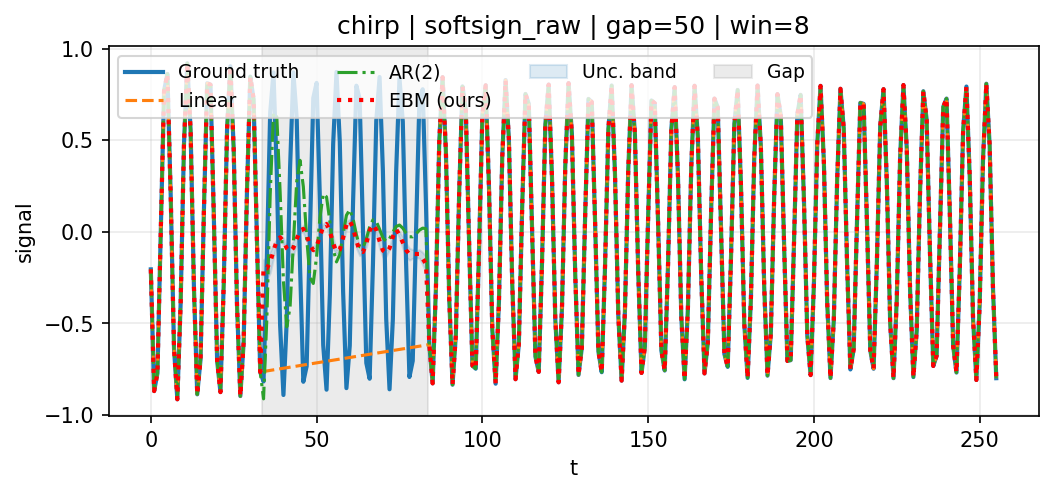 chirp | softsign_raw | gap=50 | win=8
Ground truth
Linear
AR(2)
EBM (ours)
Unc. band
Gap
1.0
0.5
0.0
−0.5
−1.0
signal
0 50 100 150 200 250
t